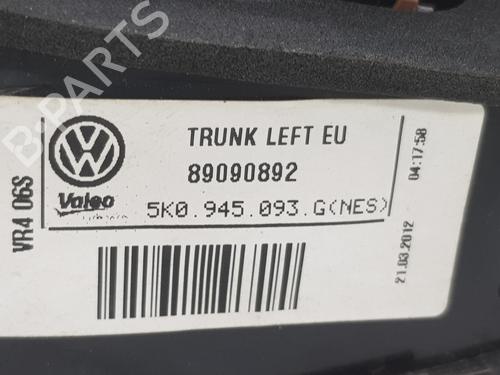 TRUNK LEFT EU
89090892
5K0.945.093.G(NES)
Valeo
VR4 06S
21.03.2012 04:17:58
B-PARTS